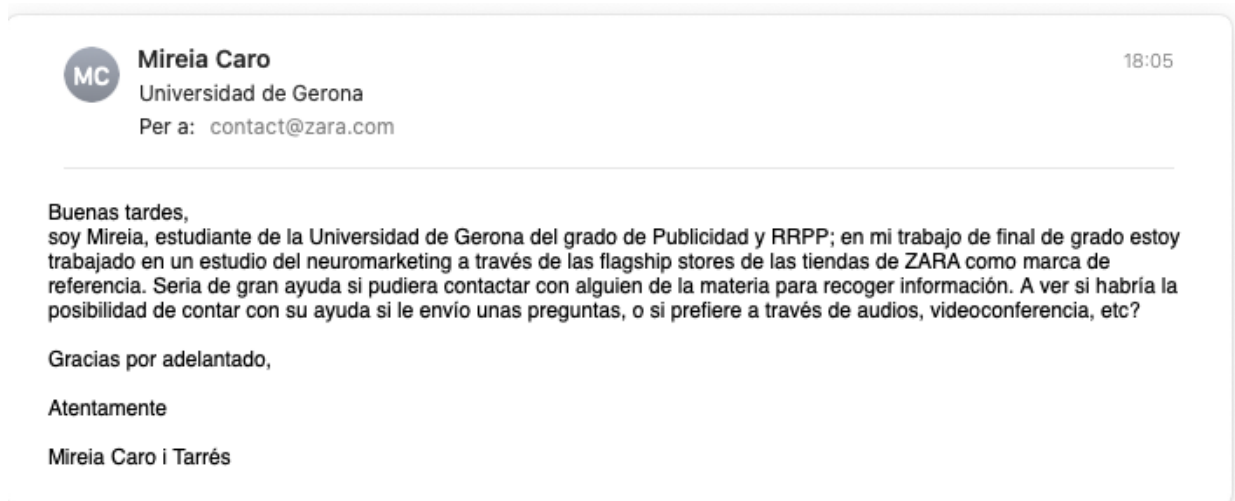 MC
Mireia Caro
18:05
Universidad de Gerona
Per a: contact@zara.com
Buenas tardes,
soy Mireia, estudiante de la Universidad de Gerona del grado de Publicidad y RRPP; en mi trabajo de final de grado estoy
trabajado en un estudio del neuromarketing a través de las flagship stores de las tiendas de ZARA como marca de
referencia. Seria de gran ayuda si pudiera contactar con alguien de la materia para recoger información. A ver si habría la
posibilidad de contar con su ayuda si le envío unas preguntas, o si prefiere a través de audios, videoconferencia, etc?
Gracias por adelantado,
Atentamente
Mireia Caro i Tarrés